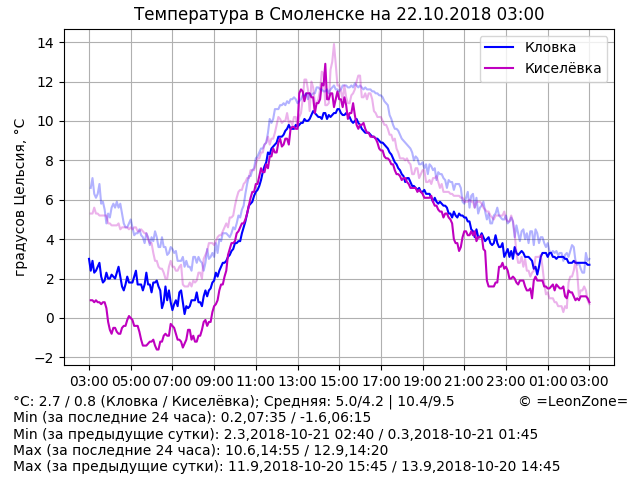 Температура в Смоленске на 22.10.2018 03:00
14
12
10
8
6
4
2
0
−2
градусов Цельсия, °C
Кловка
Киселёвка
03:00 05:00 07:00 09:00 11:00 13:00 15:00 17:00 19:00 21:00 23:00 01:00 03:00
°C: 2.7 / 0.8 (Кловка / Киселёвка); Средняя: 5.0/4.2 | 10.4/9.5 © =LeonZone=
Min (за последние 24 часа): 0.2,07:35 / -1.6,06:15
Min (за предыдущие сутки): 2.3,2018-10-21 02:40 / 0.3,2018-10-21 01:45
Max (за последние 24 часа): 10.6,14:55 / 12.9,14:20
Max (за предыдущие сутки): 11.9,2018-10-20 15:45 / 13.9,2018-10-20 14:45